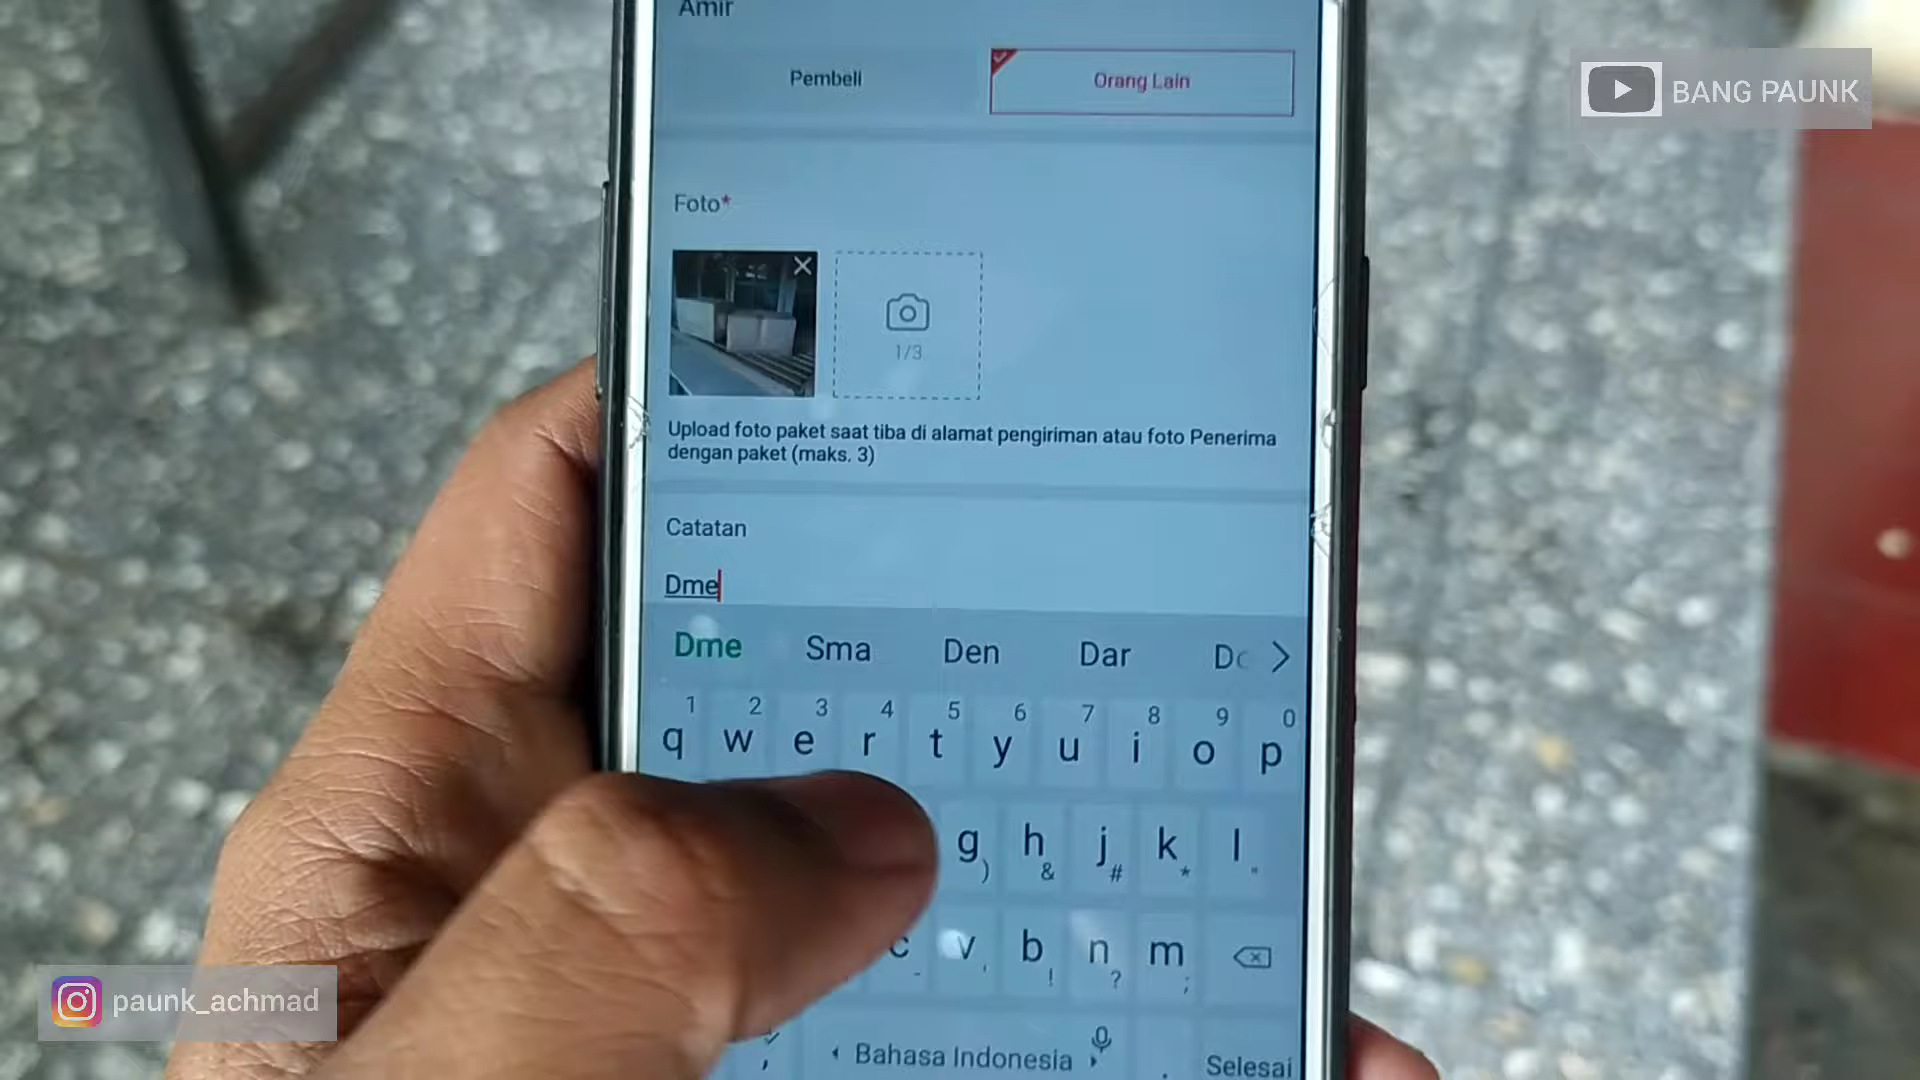 Amir
Pembeli
Orang Lain
BANG PAUNK
Foto*
1/3
Upload foto paket saat tiba di alamat pengiriman atau foto Penerima
dengan paket (maks. 3)
Catatan
Dme
Dme Sma Den Dar
1 2 3 4 5 6 7 8 9 0
q w e r t y u i o p
g h j k l
) & # * "
c v b n m
- ' ! ? ;
, Bahasa Indonesia . Selesai
paunk_achmad